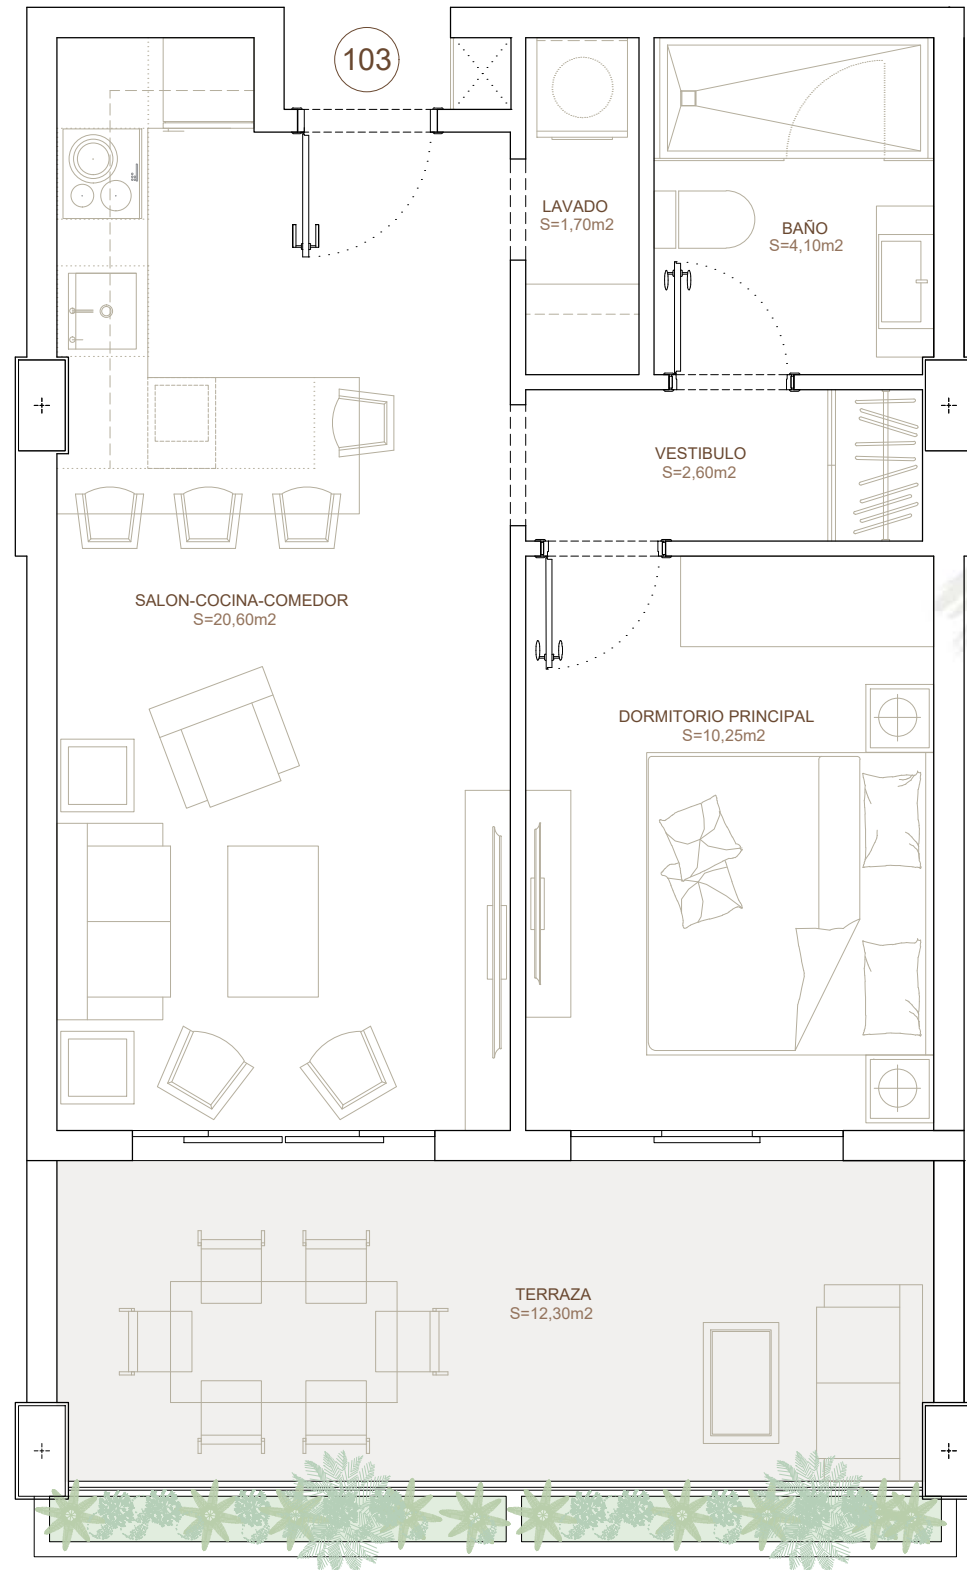 103
LAVADO
S=1,70m2
BAÑO
S=4,10m2
VESTIBULO
S=2,60m2
SALON-COCINA-COMEDOR
S=20,60m2
DORMITORIO PRINCIPAL
S=10,25m2
TERRAZA
S=12,30m2